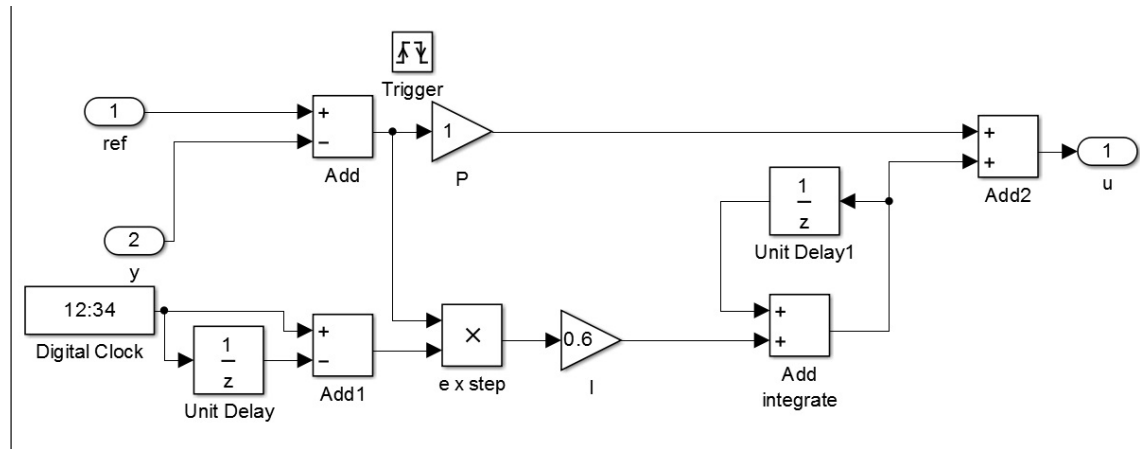 Trigger
1
ref
+
−
Add
1
P
2
y
12:34
Digital Clock
1
z
Unit Delay
+
−
Add1
×
e x step
0.6
I
1
z
Unit Delay1
+
+
Add
integrate
+
+
Add2
1
u